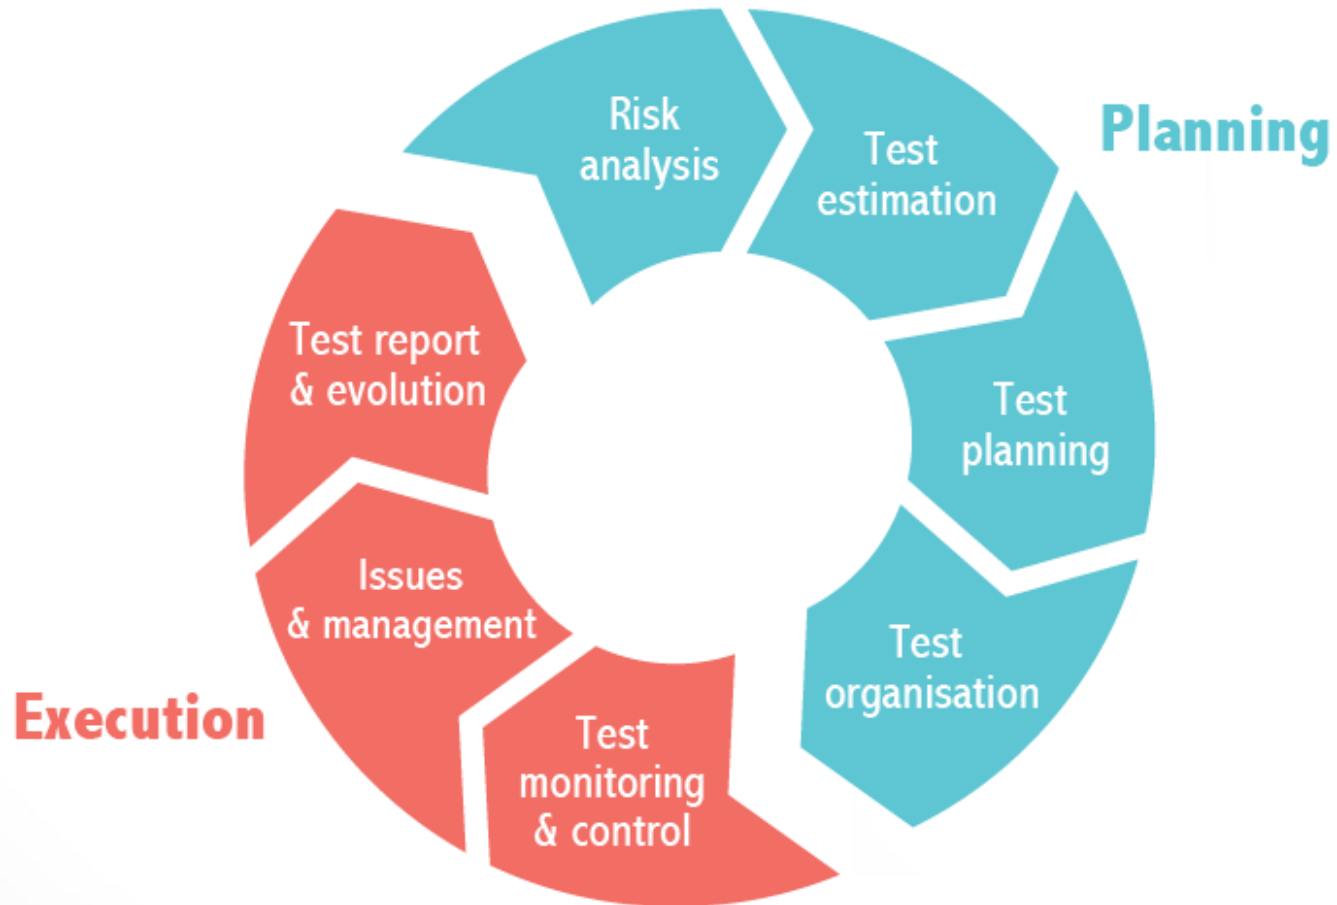 Risk
analysis
Test
estimation
Planning
Test
planning
Test
organisation
Test
monitoring
& control
Issues
& management
Test report
& evolution
Execution